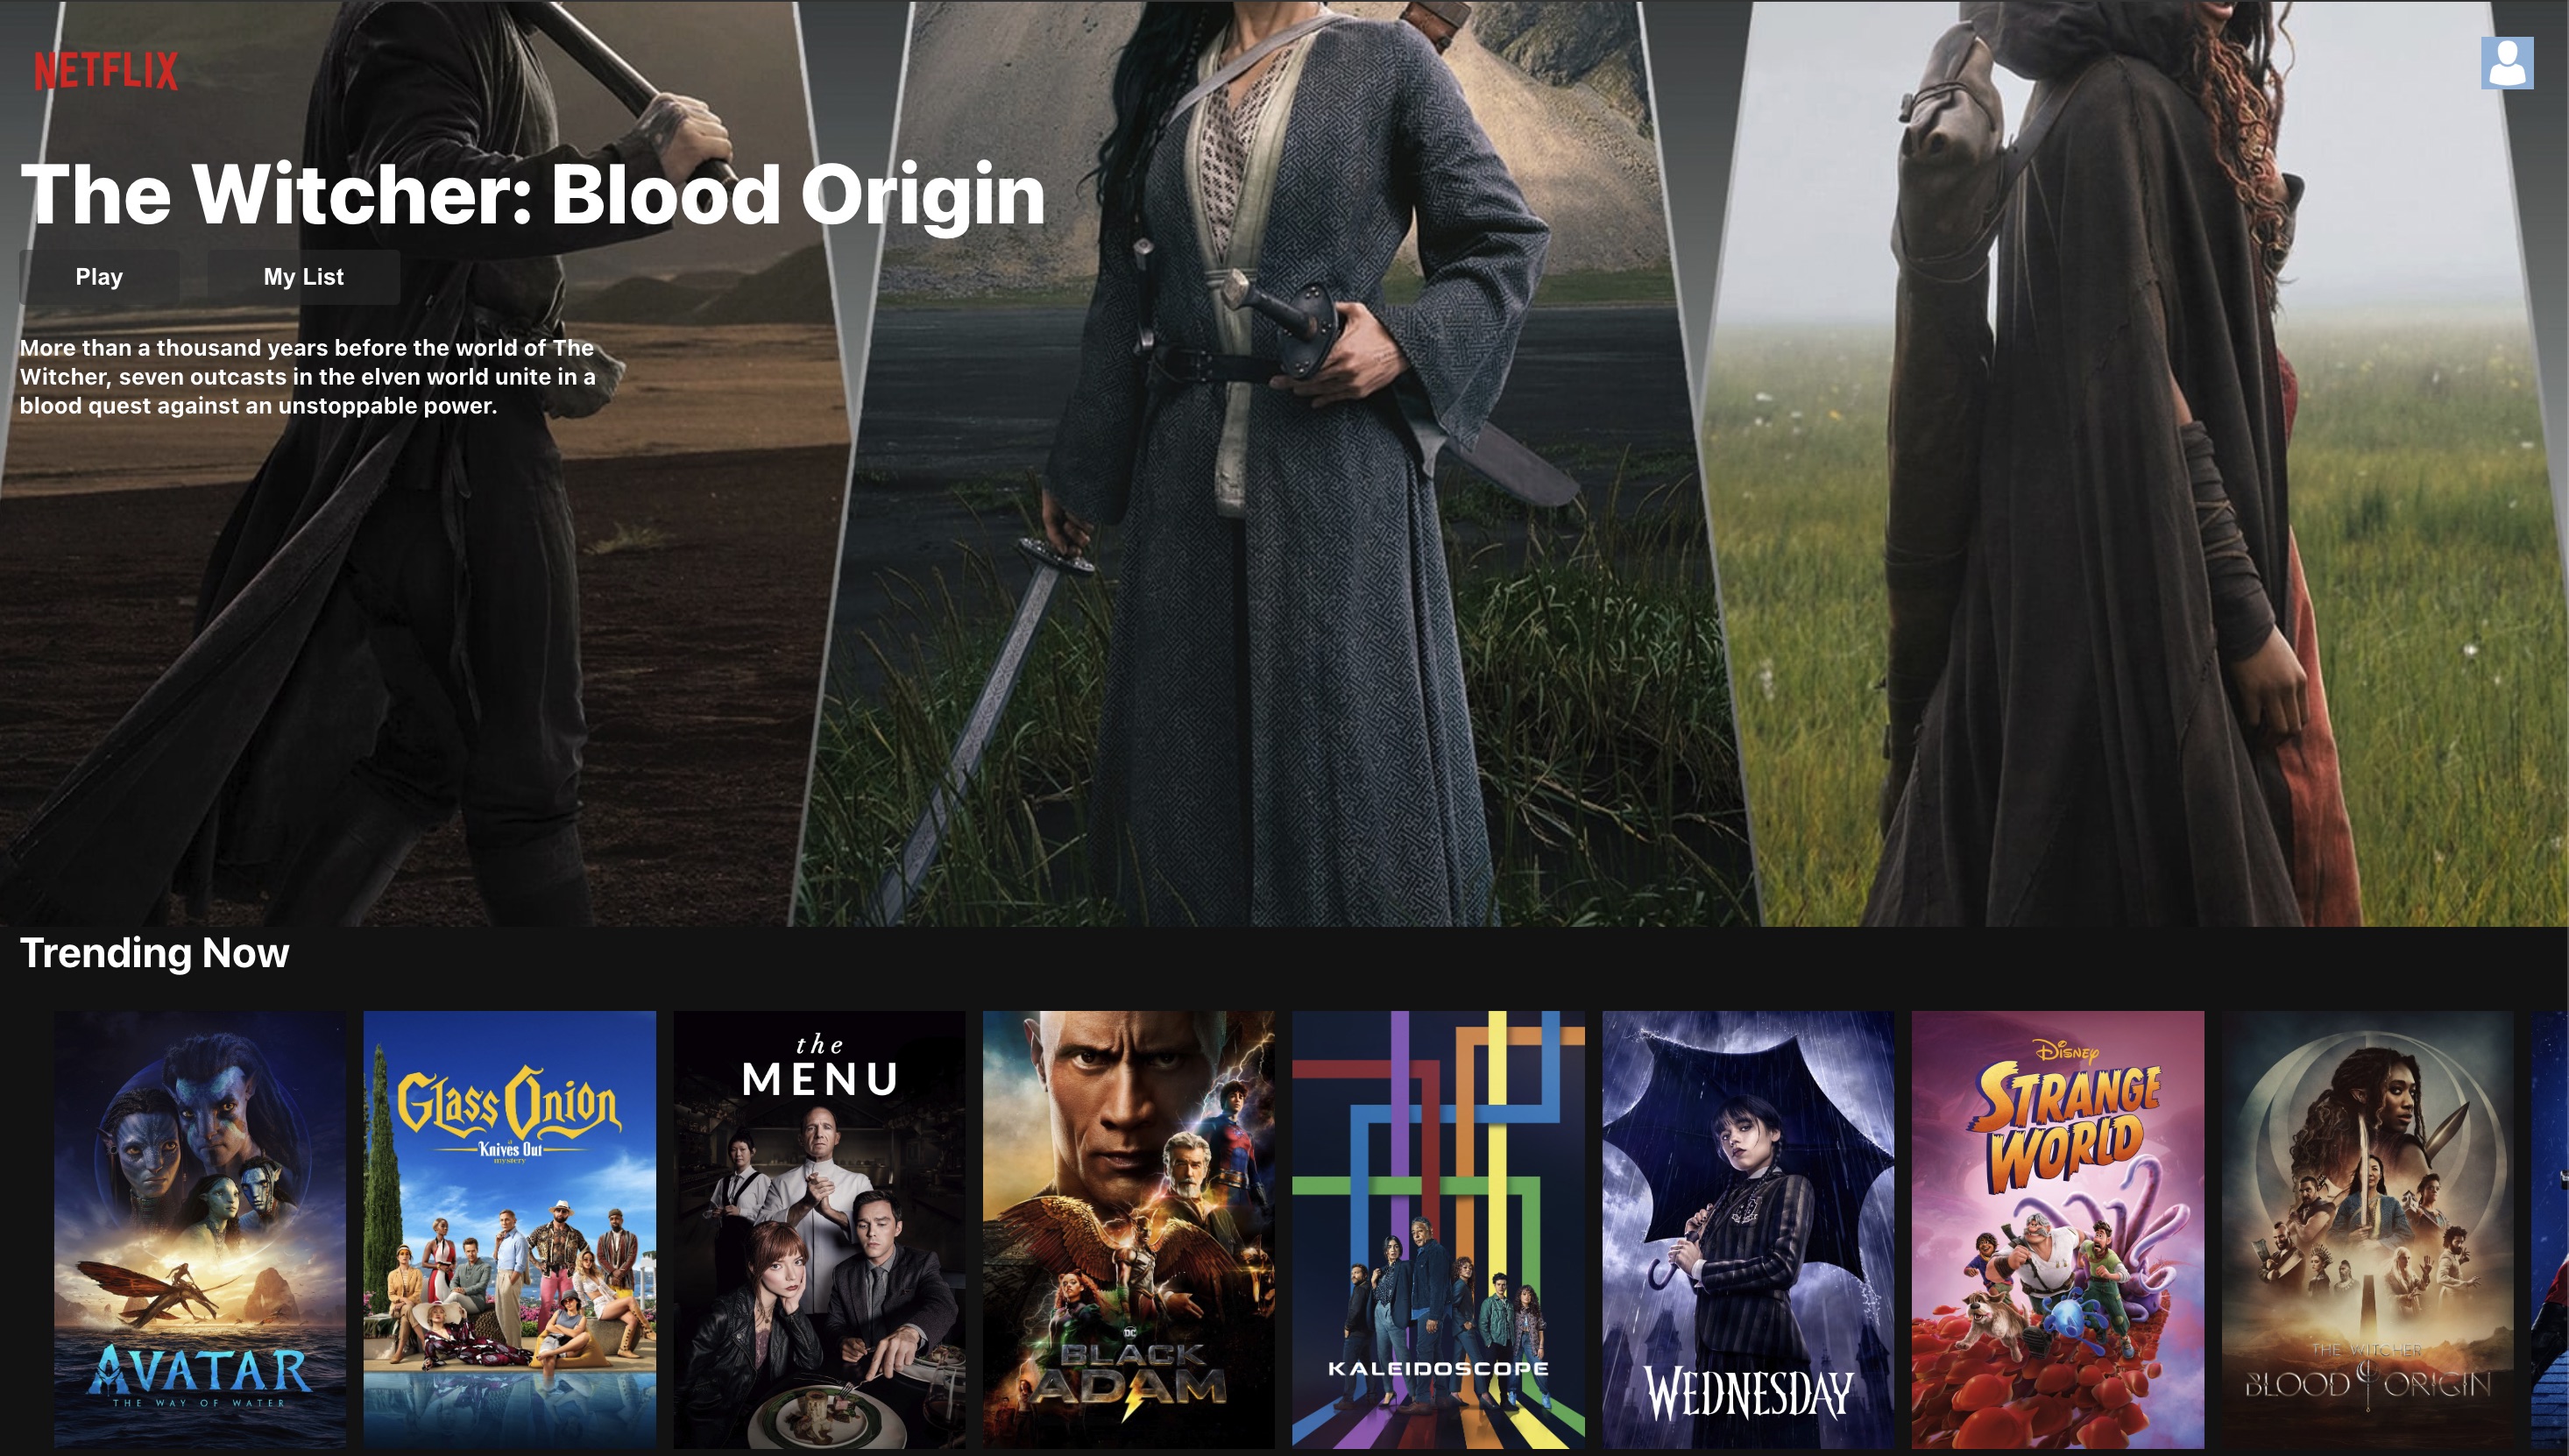 NETFLIX
The Witcher: Blood Origin
Play
My List
More than a thousand years before the world of The
Witcher, seven outcasts in the elven world unite in a
blood quest against an unstoppable power.
Trending Now
AVATAR
THE WAY OF WATER
Glass Onion
a
Knives Out
mystery
the
MENU
DC
BLACK
ADAM
KALEIDOSCOPE
WEDNESDAY
Disney
STRANGE
WORLD
THE WITCHER
BLOOD ORIGIN